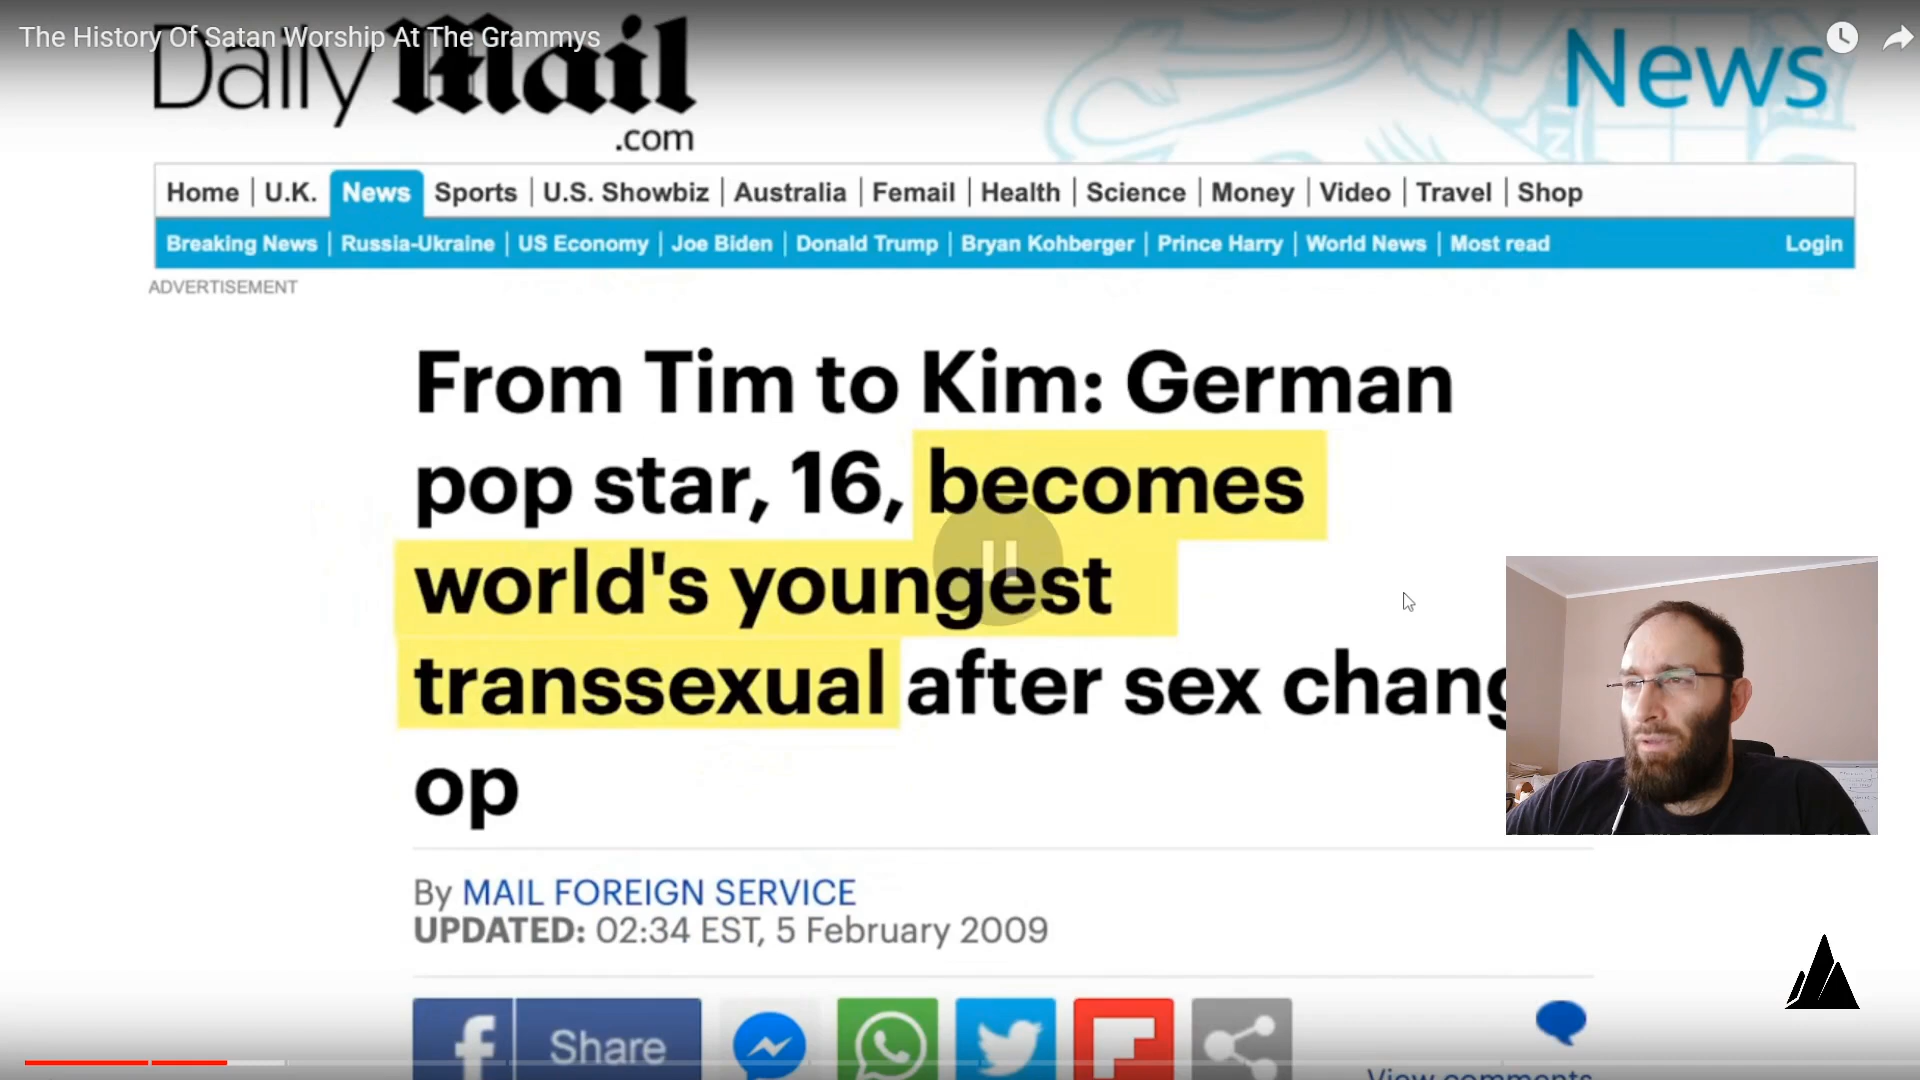 The History Of Satan Worship At The Grammys
Daily Mail
.com
News
Home | U.K. | News | Sports | U.S. Showbiz | Australia | Femail | Health | Science | Money | Video | Travel | Shop
Breaking News | Russia-Ukraine | US Economy | Joe Biden | Donald Trump | Bryan Kohberger | Prince Harry | World News | Most read Login
ADVERTISEMENT
From Tim to Kim: German
pop star, 16, becomes
world's youngest
transsexual after sex chang
op
By MAIL FOREIGN SERVICE
UPDATED: 02:34 EST, 5 February 2009
f Share
View comments